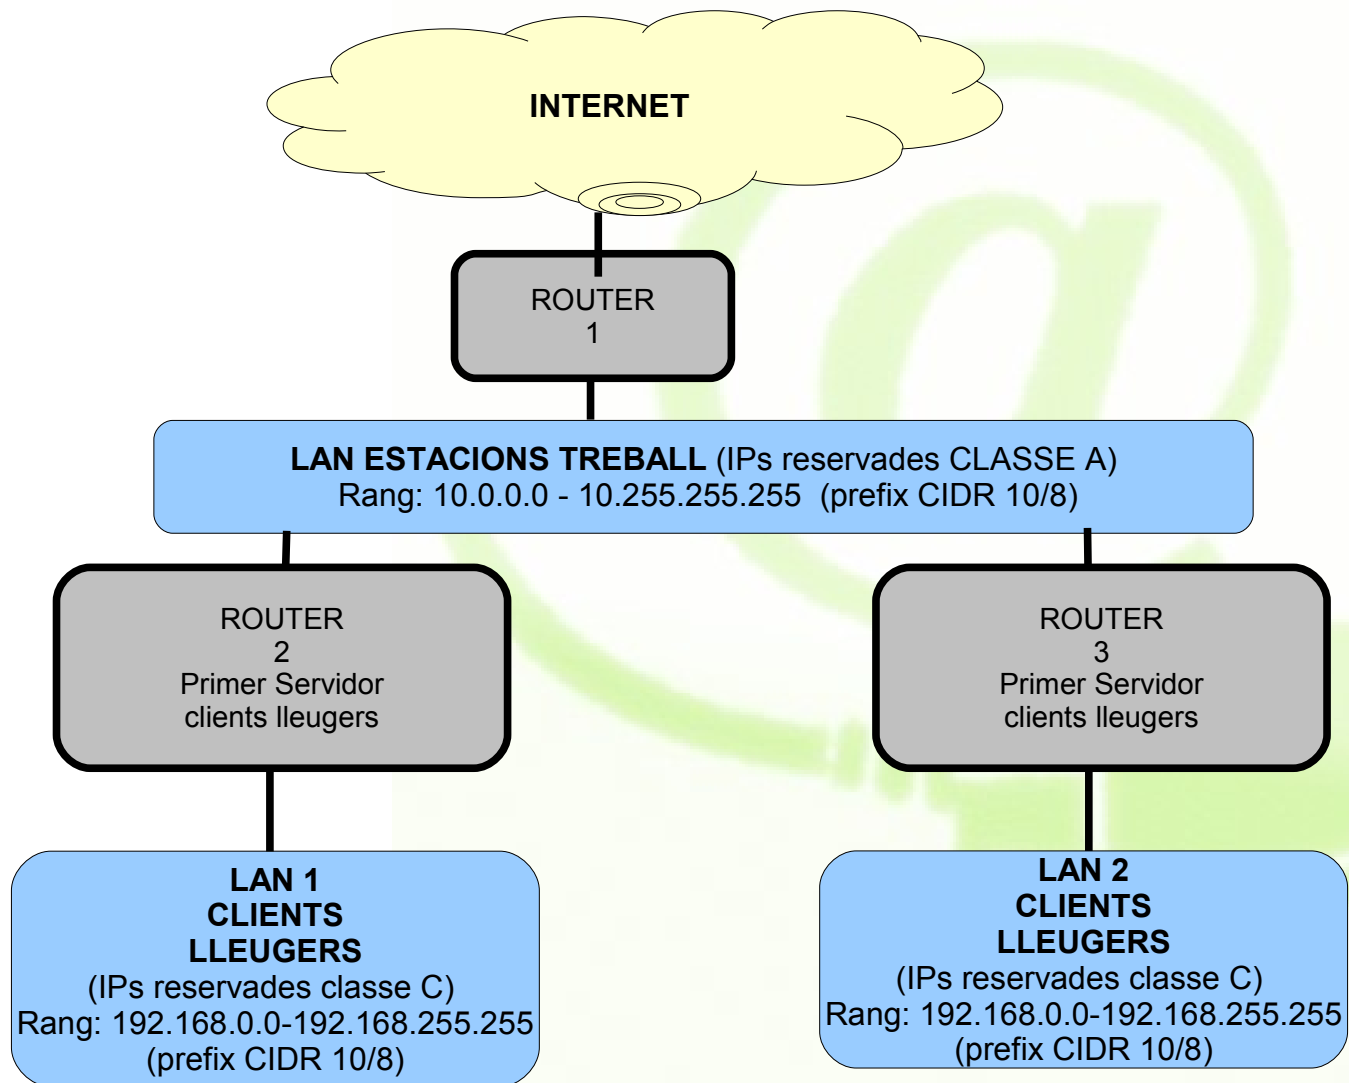 INTERNET
ROUTER
1
LAN ESTACIONS TREBALL (IPs reservades CLASSE A)
Rang: 10.0.0.0 - 10.255.255.255 (prefix CIDR 10/8)
ROUTER
2
Primer Servidor
clients lleugers
ROUTER
3
Primer Servidor
clients lleugers
LAN 1
CLIENTS
LLEUGERS
(IPs reservades classe C)
Rang: 192.168.0.0-192.168.255.255
(prefix CIDR 10/8)
LAN 2
CLIENTS
LLEUGERS
(IPs reservades classe C)
Rang: 192.168.0.0-192.168.255.255
(prefix CIDR 10/8)